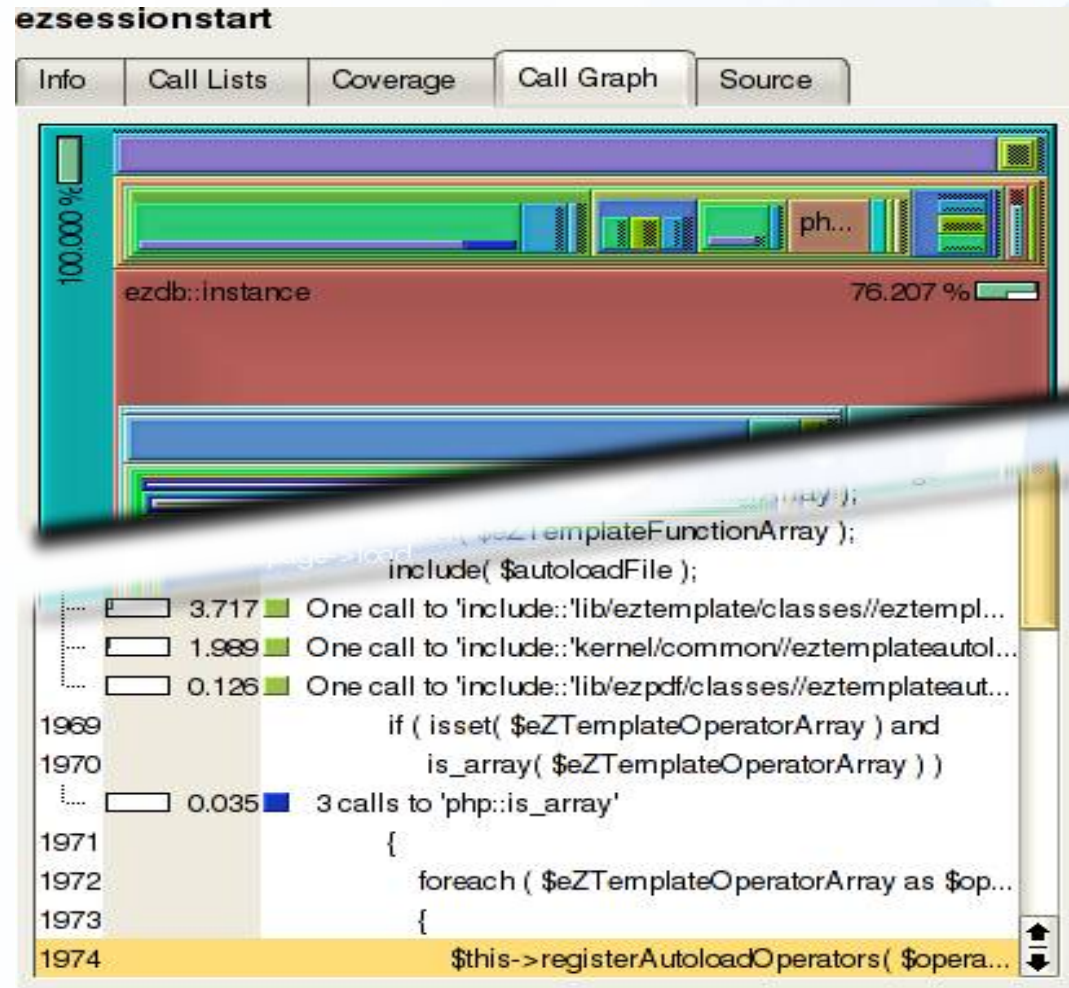 ezsessionstart
Info Call Lists Coverage Call Graph Source
100.000 %
ph...
ezdb::instance 76.207 %
$eZTemplateFunctionArray );
include( $autoloadFile );
3.717 One call to 'include::'lib/eztemplate/classes//eztempl...
1.989 One call to 'include::'kernel/common//eztemplateautol...
0.126 One call to 'include::'lib/ezpdf/classes//eztemplateaut...
1969 if ( isset( $eZTemplateOperatorArray ) and
1970 is_array( $eZTemplateOperatorArray ) )
0.035 3 calls to 'php::is_array'
1971 {
1972 foreach ( $eZTemplateOperatorArray as $op...
1973 {
1974 $this->registerAutoloadOperators( $opera...